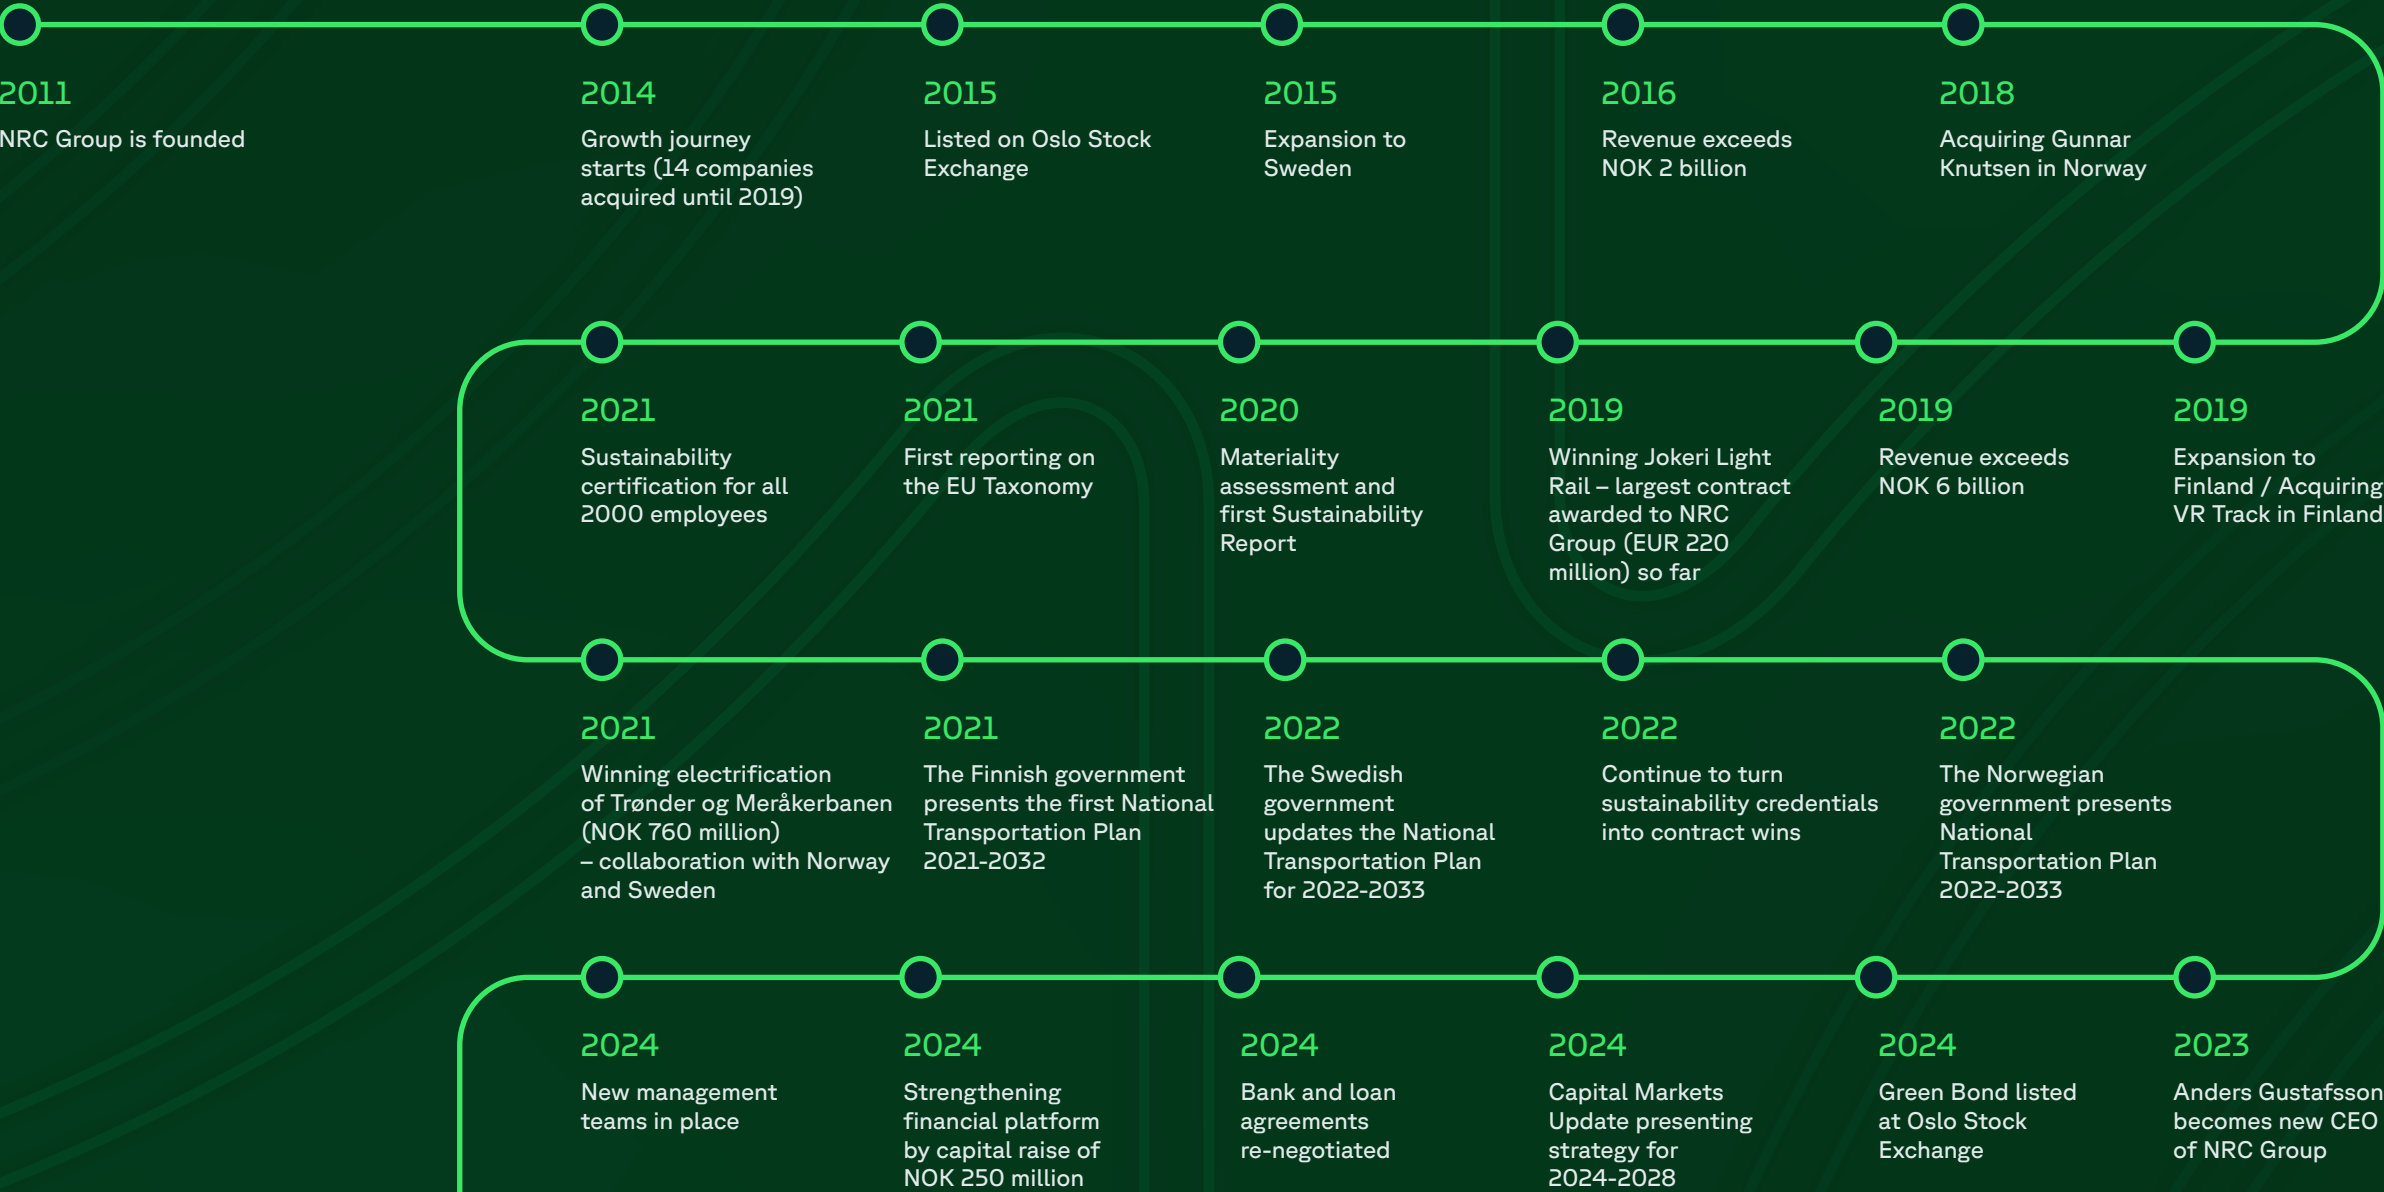 2011
NRC Group is founded
2014
Growth journey
starts (14 companies
acquired until 2019)
2015
Listed on Oslo Stock
Exchange
2015
Expansion to
Sweden
2016
Revenue exceeds
NOK 2 billion
2018
Acquiring Gunnar
Knutsen in Norway
2021
Sustainability
certification for all
2000 employees
2021
First reporting on
the EU Taxonomy
2020
Materiality
assessment and
first Sustainability
Report
2019
Winning Jokeri Light
Rail – largest contract
awarded to NRC
Group (EUR 220
million) so far
2019
Revenue exceeds
NOK 6 billion
2019
Expansion to
Finland / Acquiring
VR Track in Finland
2021
Winning electrification
of Trønder og Meråkerbanen
(NOK 760 million)
– collaboration with Norway
and Sweden
2021
The Finnish government
presents the first National
Transportation Plan
2021-2032
2022
The Swedish
government
updates the National
Transportation Plan
for 2022-2033
2022
Continue to turn
sustainability credentials
into contract wins
2022
The Norwegian
government presents
National
Transportation Plan
2022-2033
2024
New management
teams in place
2024
Strengthening
financial platform
by capital raise of
NOK 250 million
2024
Bank and loan
agreements
re-negotiated
2024
Capital Markets
Update presenting
strategy for
2024-2028
2024
Green Bond listed
at Oslo Stock
Exchange
2023
Anders Gustafsson
becomes new CEO
of NRC Group